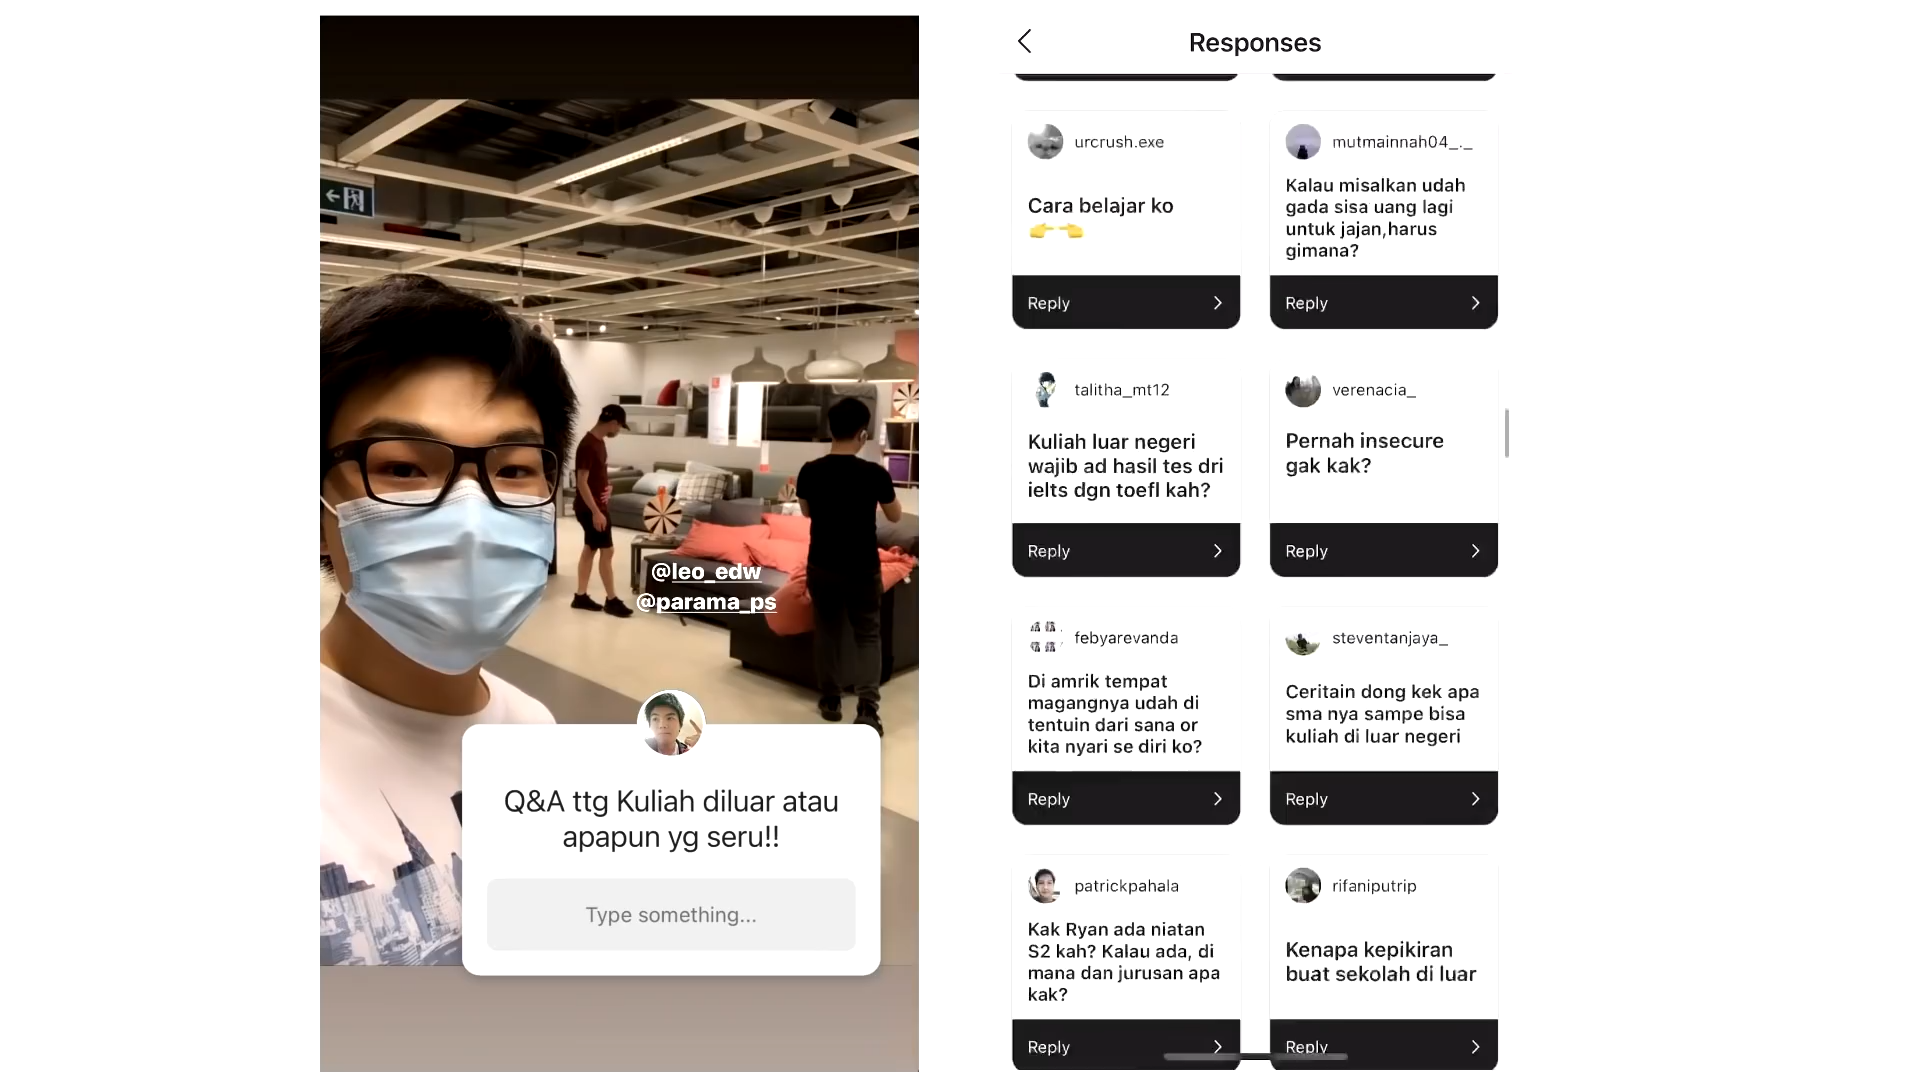 @leo_edw
@parama_ps
Q&A ttg Kuliah diluar atau
apapun yg seru!!
Type something...
Responses
urcrush.exe
Cara belajar ko
👉👈
Reply
mutmainnah04_._
Kalau misalkan udah
gada sisa uang lagi
untuk jajan,harus
gimana?
Reply
talitha_mt12
Kuliah luar negeri
wajib ad hasil tes dri
ielts dgn toefl kah?
Reply
verenacia_
Pernah insecure
gak kak?
Reply
febyarevanda
Di amrik tempat
magangnya udah di
tentuin dari sana or
kita nyari se diri ko?
Reply
steventanjaya_
Ceritain dong kek apa
sma nya sampe bisa
kuliah di luar negeri
Reply
patrickpahala
Kak Ryan ada niatan
S2 kah? Kalau ada, di
mana dan jurusan apa
kak?
Reply
rifaniputrip
Kenapa kepikiran
buat sekolah di luar
Reply